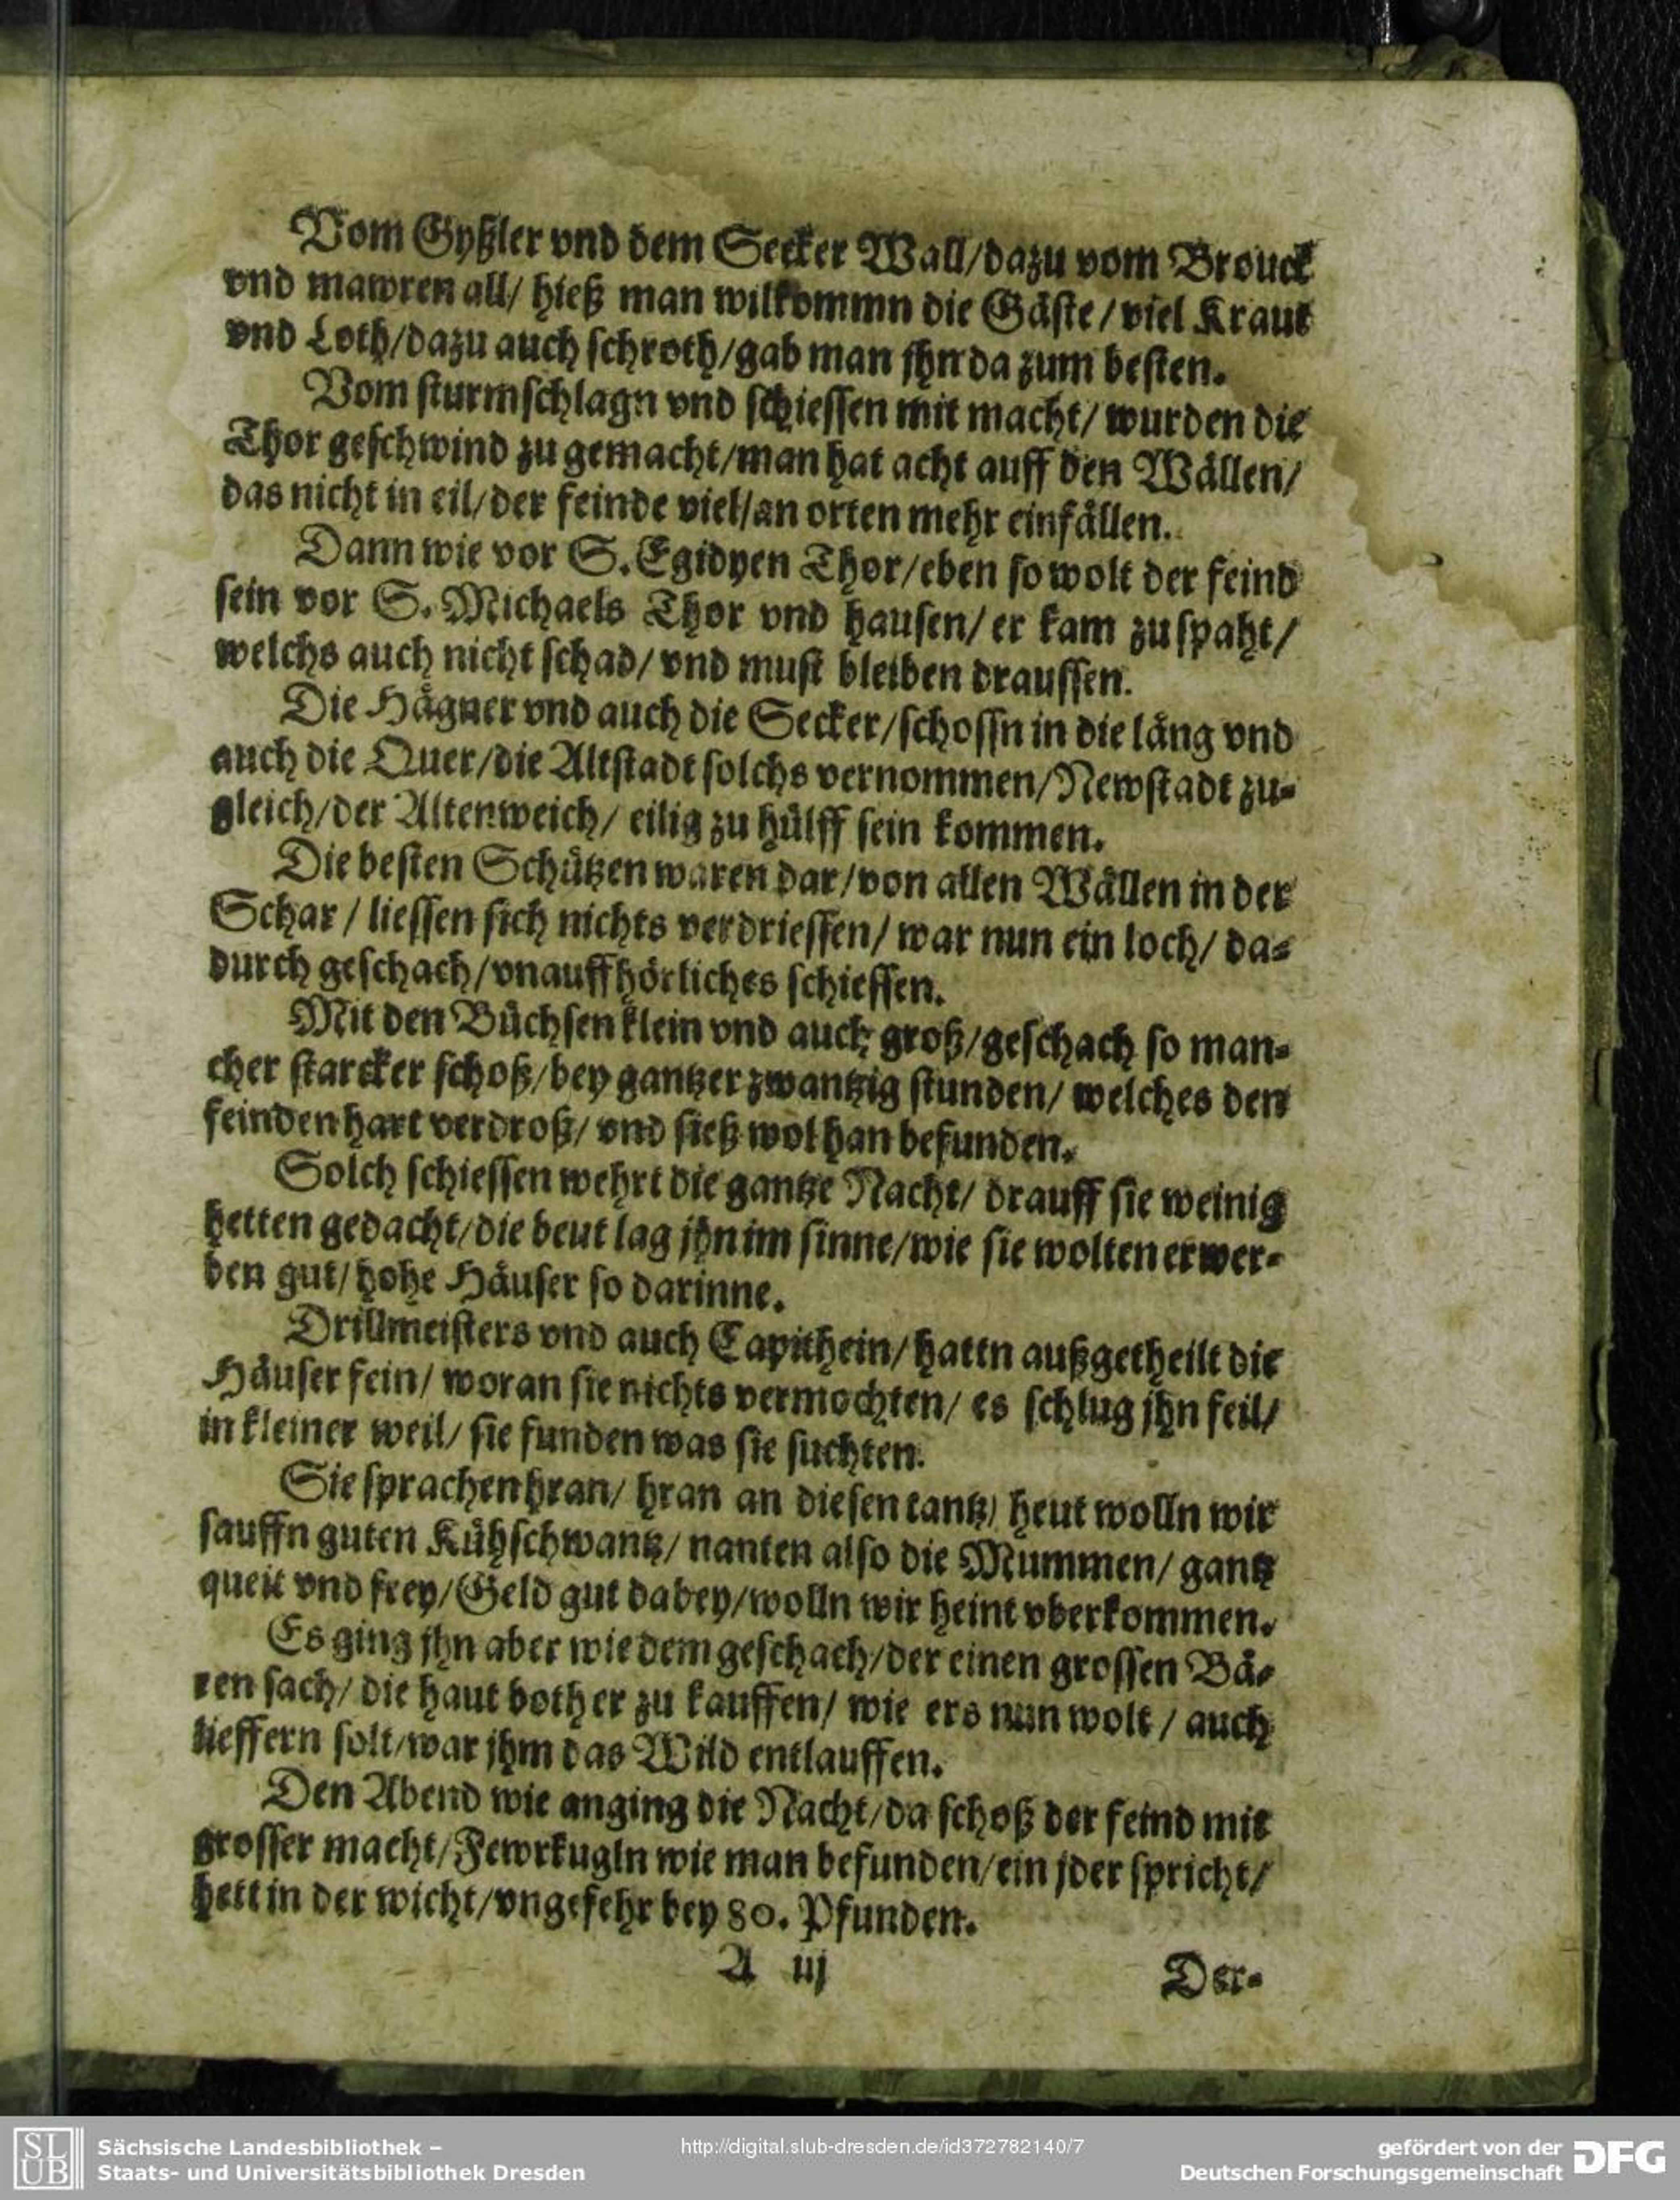 Vom Gyßler vnd dem Secker Wall/dazu vom Brouck
vnd mawren all/ hieß man wilkommn die Gäste/ viel Kraut
vnd Loth/dazu auch schroth/gab man jhn da zum besten.
Vom sturmschlagn vnd schiessen mit macht/ wurden die
Thor geschwind zu gemacht/man hat acht auff den Wällen/
das nicht in eil/der feinde viel/an orten mehr einfällen.
Dann wie vor S. Egidyen Thor/eben so wolt der feind
sein vor S. Michaels Thor vnd hausen/ er kam zu spaht/
welchs auch nicht schad/ vnd must bleiben draussen.
Die Hägner vnd auch die Secker/schossn in die läng vnd
auch die Quer/die Altstadt solchs vernommen/Newstadt zu-
gleich/der Altenweich/ eilig zu hülff sein kommen.
Die besten Schützen waren dar/von allen Wällen in der
Schar/ liessen sich nichts verdriessen/ war nun ein loch/ da-
durch geschach/vnauffhörliches schiessen.
Mit den Büchsen klein vnd auch groß/geschach so man-
cher starcker schoß/bey gantzer zwantzig stunden/ welches den
feinden hart verdroß/ vnd sieß wol han befunden.
Solch schiessen wehrt die gantze Nacht/ drauff sie weinig
hetten gedacht/die beut lag jhn im sinne/wie sie wolten erwer-
ben gut/ hohe Häuser so darinne.
Drillmeisters vnd auch Capithein/ hattn außgetheilt die
Häuser fein/ woran sie nichts vermochten/ es schlug jhn feil/
in kleiner weil/ sie funden was sie suchten.
Sie sprachen hran/ hran an diesen tantz/ heut wolln wir
sauffn guten Kühschwantz/ nanten also die Mummen/ gantz
queit vnd frey/Geld gut dabey/wolln wir heint vberkommen.
Es ging jhn aber wie dem geschach/der einen grossen Bä-
ren sach/ die haut both er zu kauffen/ wie ers nun wolt/ auch
lieffern solt/war jhm das Wild entlauffen.
Den Abend wie anging die Nacht/da schoß der feind mit
grosser macht/Fewrkugln wie man befunden/ein jder spricht/
hett in der wicht/vngefehr bey 80. Pfunden.
A iij Der-
SLUB
Sächsische Landesbibliothek –
Staats- und Universitätsbibliothek Dresden
http://digital.slub-dresden.de/id372782140/7
gefördert von der
Deutschen Forschungsgemeinschaft
DFG